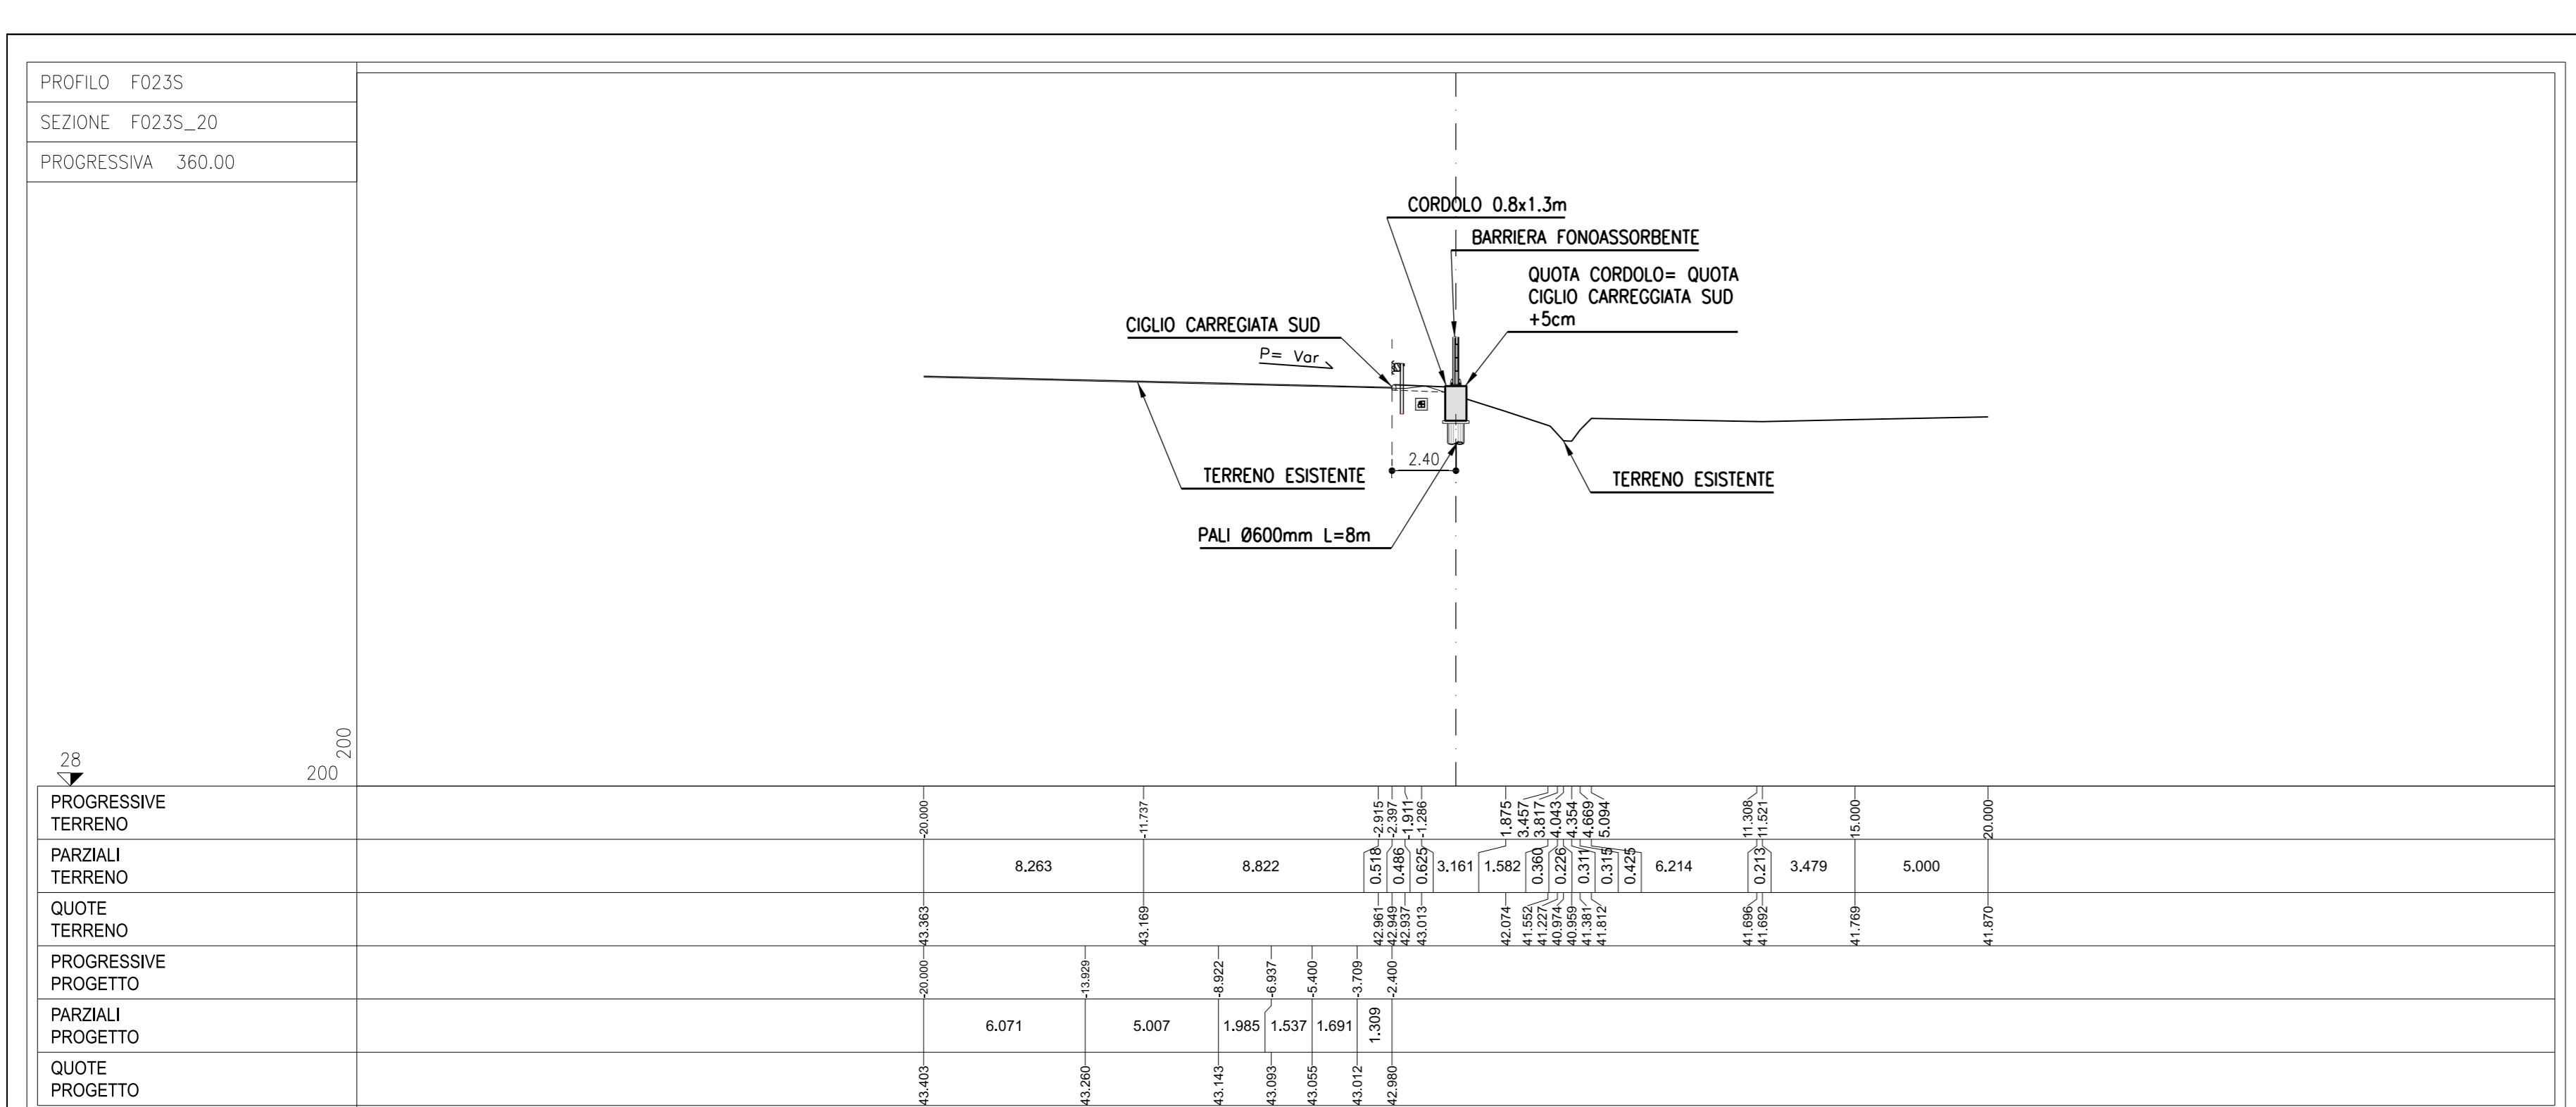 PROFILO F023S
SEZIONE F023S_20
PROGRESSIVA 360.00
CORDOLO 0.8x1.3m
BARRIERA FONOASSORBENTE
QUOTA CORDOLO= QUOTA
CIGLIO CARREGGIATA SUD
+5cm
CIGLIO CARREGIATA SUD
P= Var
2.40
TERRENO ESISTENTE
TERRENO ESISTENTE
PALI Ø600mm L=8m
28
200
200
PROGRESSIVE
TERRENO
-20.000 -11.737 -2.915 -2.397 -1.911 -1.286 1.875 3.457 3.817 4.043 4.354 4.669 5.094 11.308 11.521 15.000 20.000
PARZIALI
TERRENO
8.263 8.822 0.518 0.486 0.625 3.161 1.582 0.360 0.226 0.311 0.315 0.425 6.214 0.213 3.479 5.000
QUOTE
TERRENO
43.363 43.169 42.961 42.949 42.937 43.013 42.074 41.552 41.227 40.974 40.959 41.381 41.812 41.696 41.692 41.769 41.870
PROGRESSIVE
PROGETTO
-20.000 -13.929 -8.922 -6.937 -5.400 -3.709 -2.400
PARZIALI
PROGETTO
6.071 5.007 1.985 1.537 1.691 1.309
QUOTE
PROGETTO
43.403 43.260 43.143 43.093 43.055 43.012 42.980